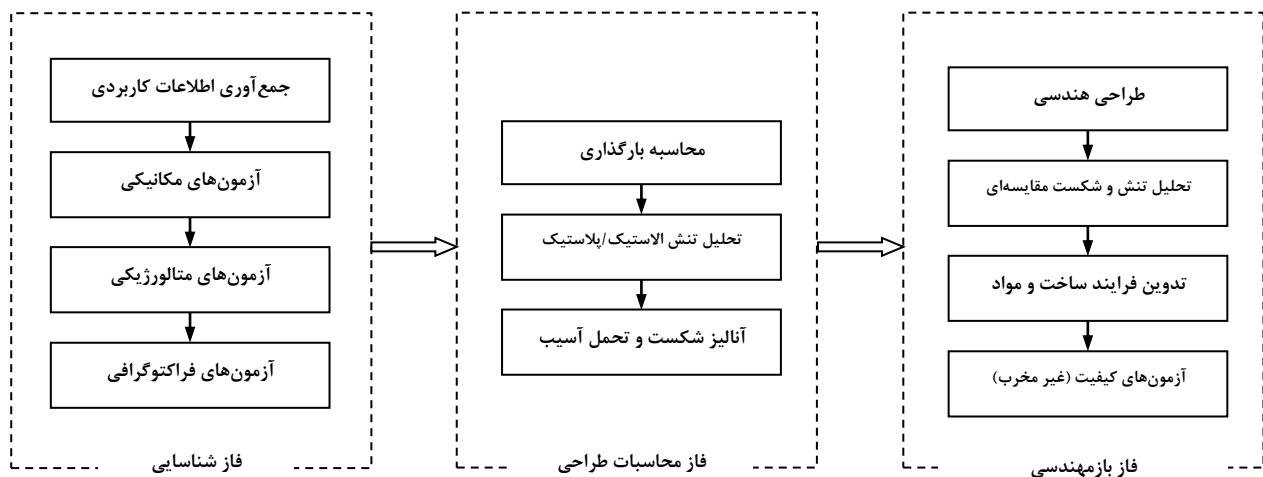 جمع‌آوری اطلاعات کاربردی
آزمون‌های مکانیکی
آزمون‌های متالورژیکی
آزمون‌های فراکتوگرافی
فاز شناسایی
محاسبه بارگذاری
تحلیل تنش الاستیک/پلاستیک
آنالیز شکست و تحمل آسیب
فاز محاسبات طراحی
طراحی هندسی
تحلیل تنش و شکست مقایسه‌ای
تدوین فرایند ساخت و مواد
آزمون‌های کیفیت (غیر مخرب)
فاز بازمهندسی